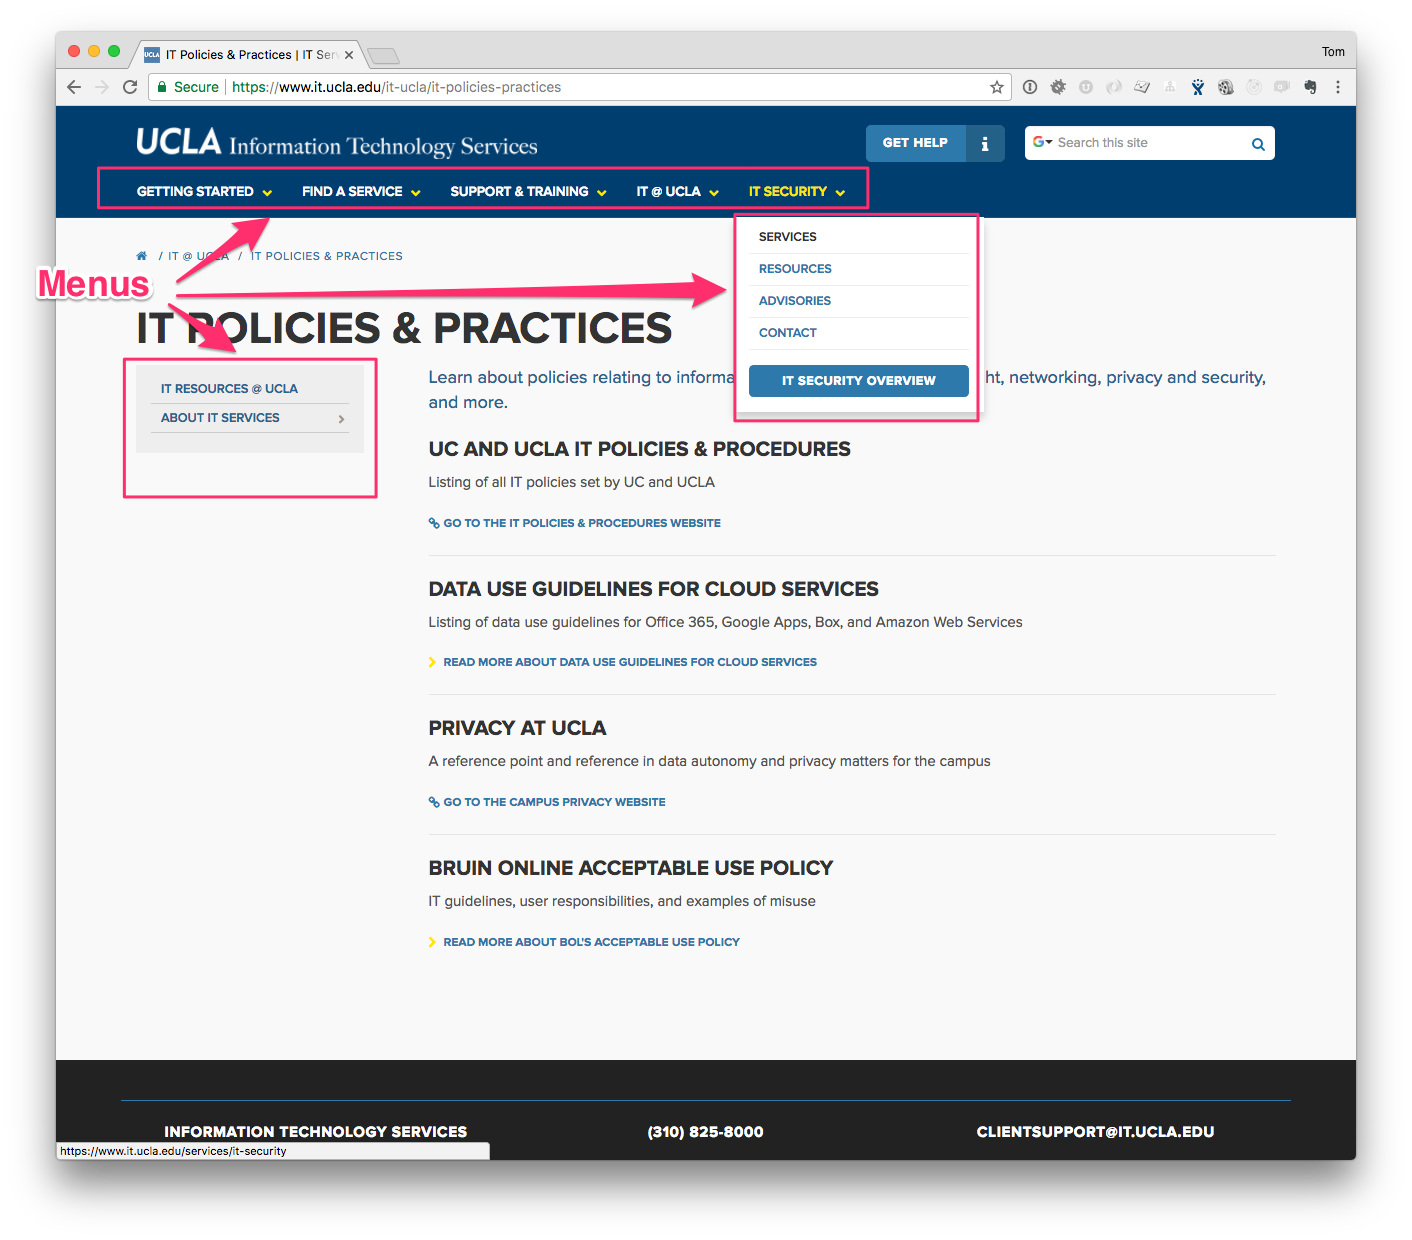 IT Policies & Practices | IT Ser
Tom
Secure https://www.it.ucla.edu/it-ucla/it-policies-practices
UCLA Information Technology Services
GET HELP i
G Search this site
GETTING STARTED FIND A SERVICE SUPPORT & TRAINING IT @ UCLA IT SECURITY
SERVICES
RESOURCES
ADVISORIES
CONTACT
IT SECURITY OVERVIEW
/ IT @ UCLA / IT POLICIES & PRACTICES
Menus
IT POLICIES & PRACTICES
IT RESOURCES @ UCLA
ABOUT IT SERVICES
Learn about policies relating to informa ht, networking, privacy and security,
and more.
UC AND UCLA IT POLICIES & PROCEDURES
Listing of all IT policies set by UC and UCLA
GO TO THE IT POLICIES & PROCEDURES WEBSITE
DATA USE GUIDELINES FOR CLOUD SERVICES
Listing of data use guidelines for Office 365, Google Apps, Box, and Amazon Web Services
READ MORE ABOUT DATA USE GUIDELINES FOR CLOUD SERVICES
PRIVACY AT UCLA
A reference point and reference in data autonomy and privacy matters for the campus
GO TO THE CAMPUS PRIVACY WEBSITE
BRUIN ONLINE ACCEPTABLE USE POLICY
IT guidelines, user responsibilities, and examples of misuse
READ MORE ABOUT BOL'S ACCEPTABLE USE POLICY
INFORMATION TECHNOLOGY SERVICES (310) 825-8000 CLIENTSUPPORT@IT.UCLA.EDU
https://www.it.ucla.edu/services/it-security